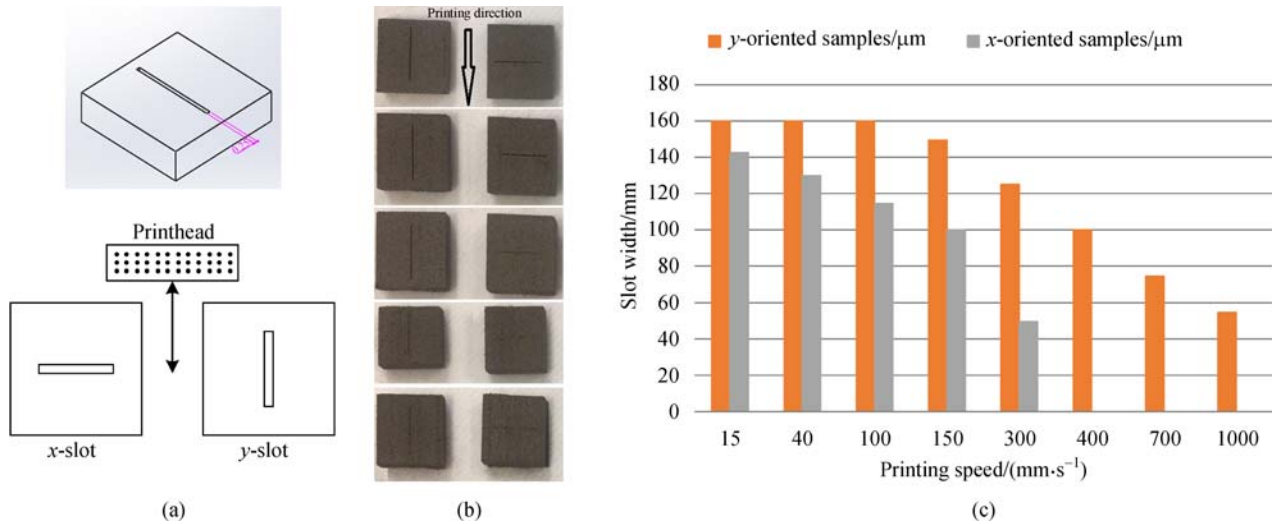 Printhead
x-slot
y-slot
(a)
Printing direction
(b)
y-oriented samples/μm
x-oriented samples/μm
Slot width/mm
180
160
140
120
100
80
60
40
20
0
15 40 100 150 300 400 700 1000
Printing speed/(mm·s⁻¹)
(c)